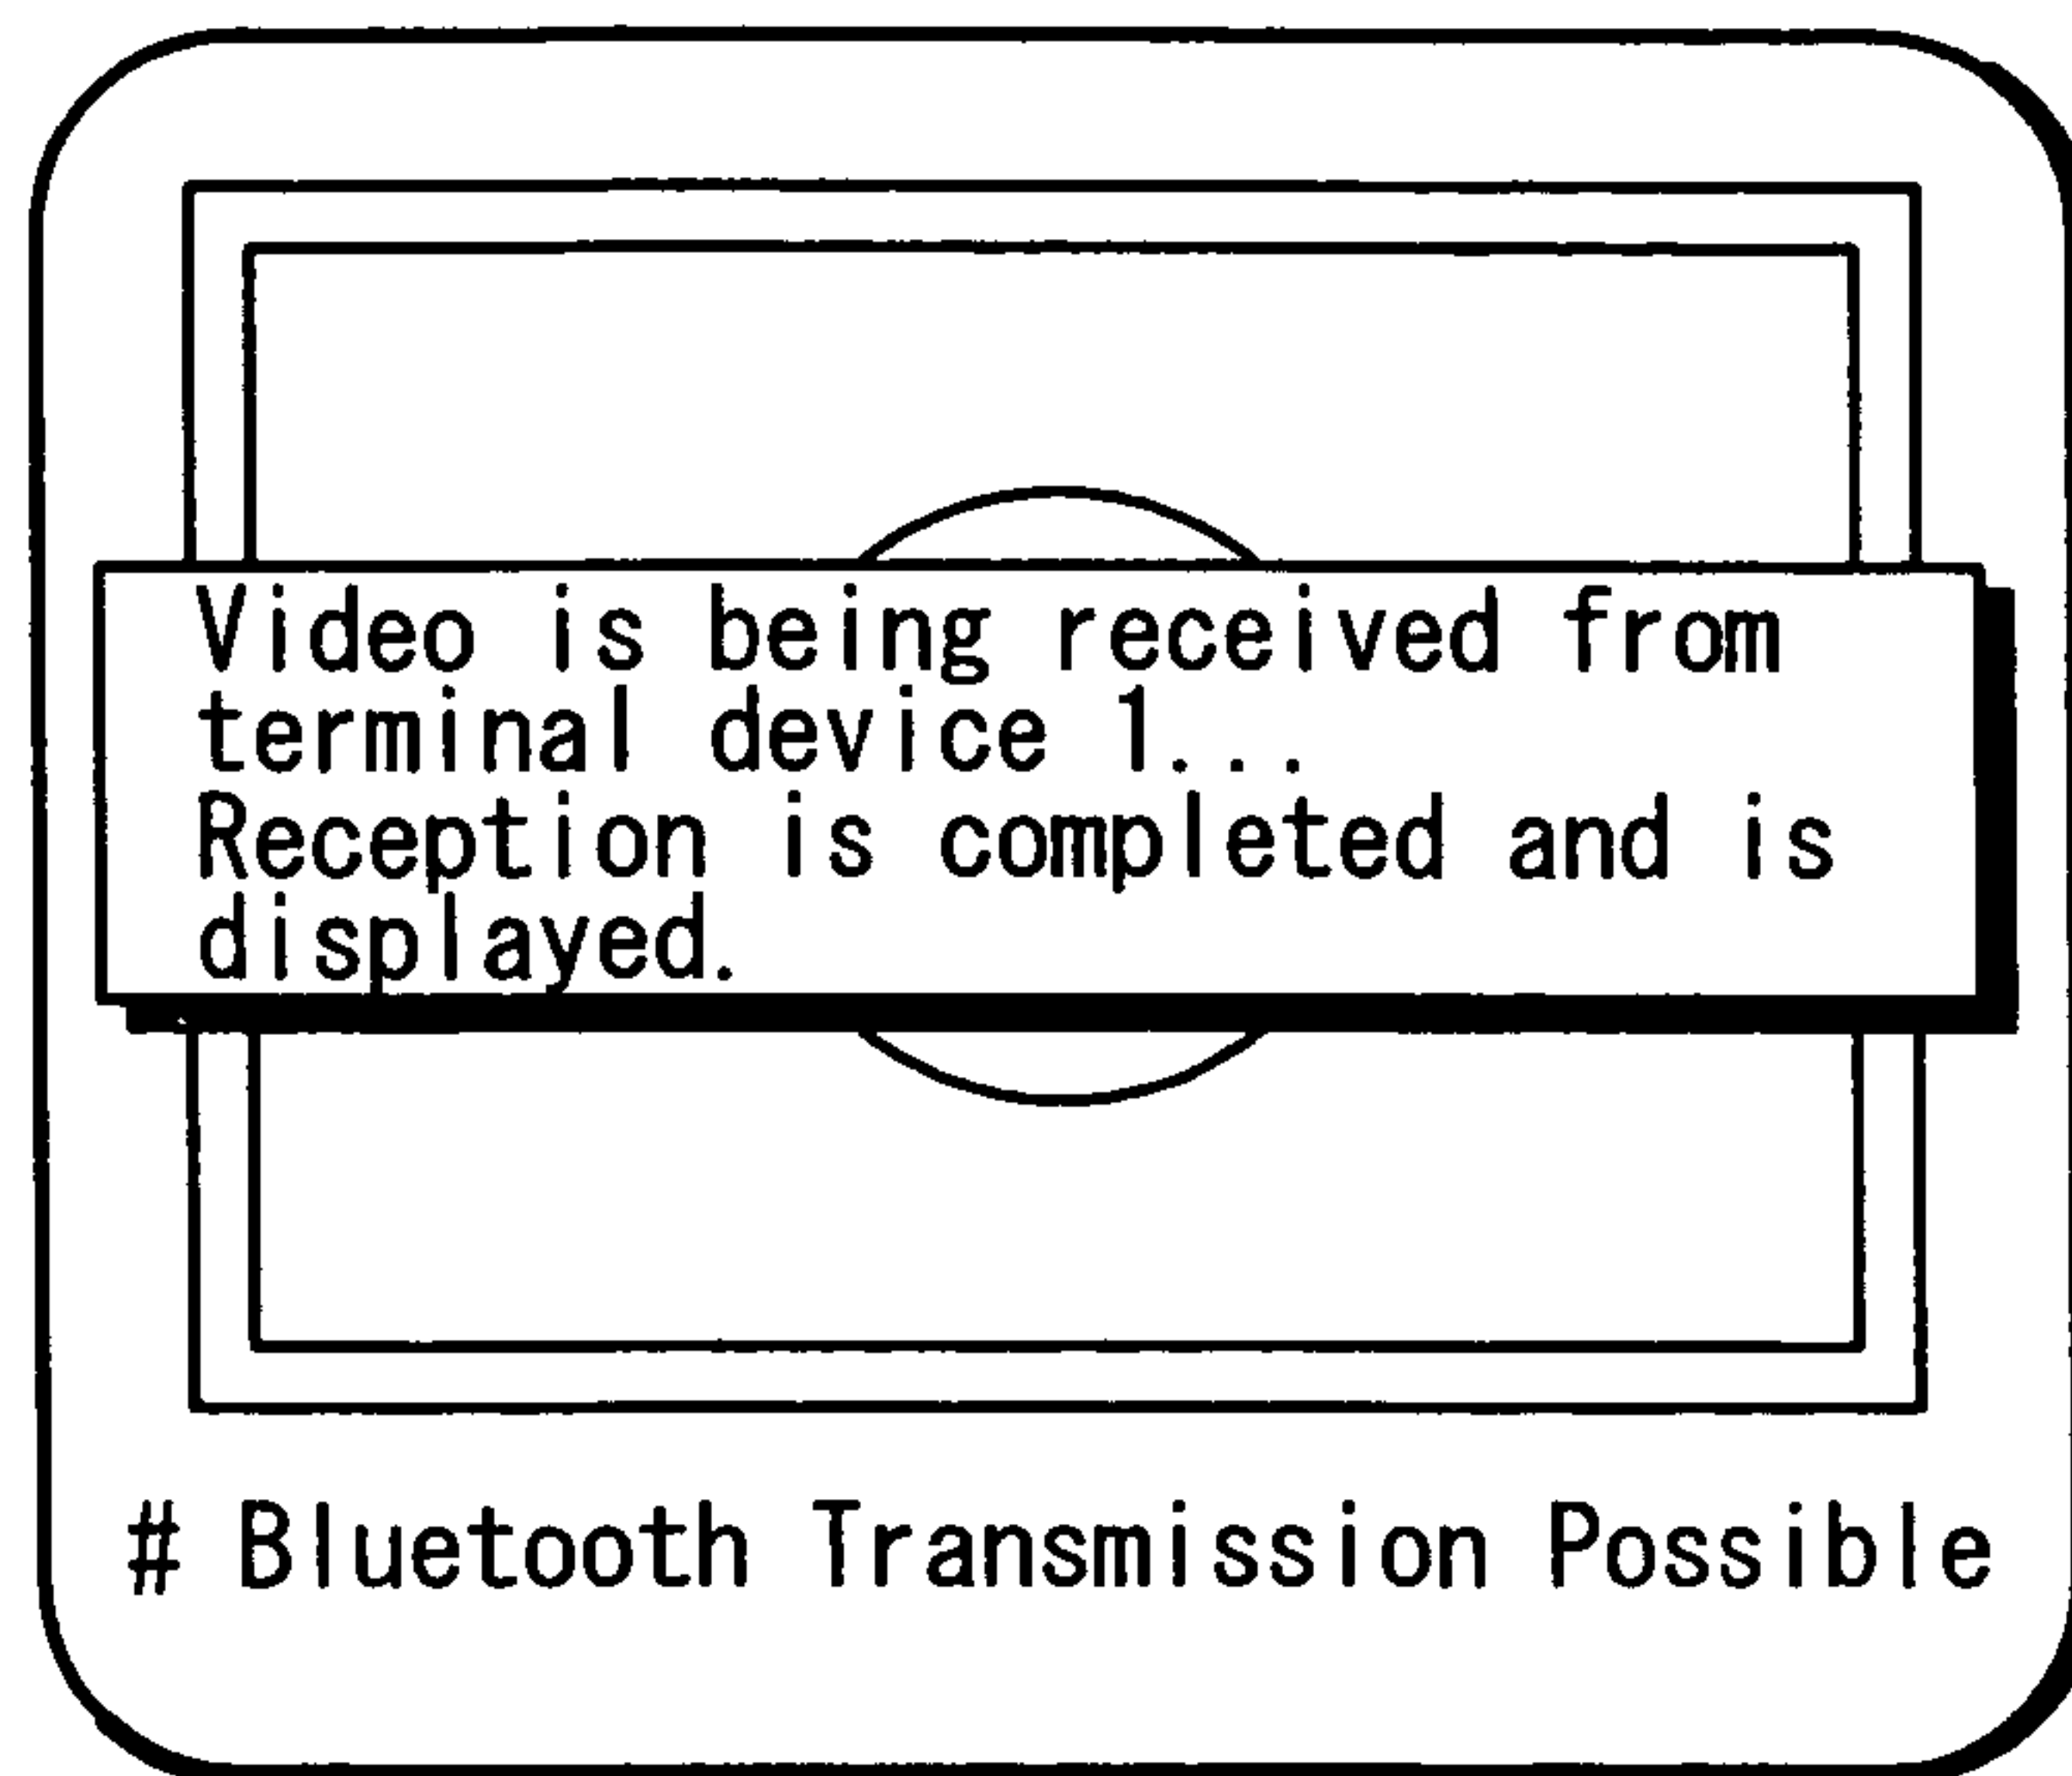 Video is being received from
terminal device 1...
Reception is completed and is
displayed.
# Bluetooth Transmission Possible